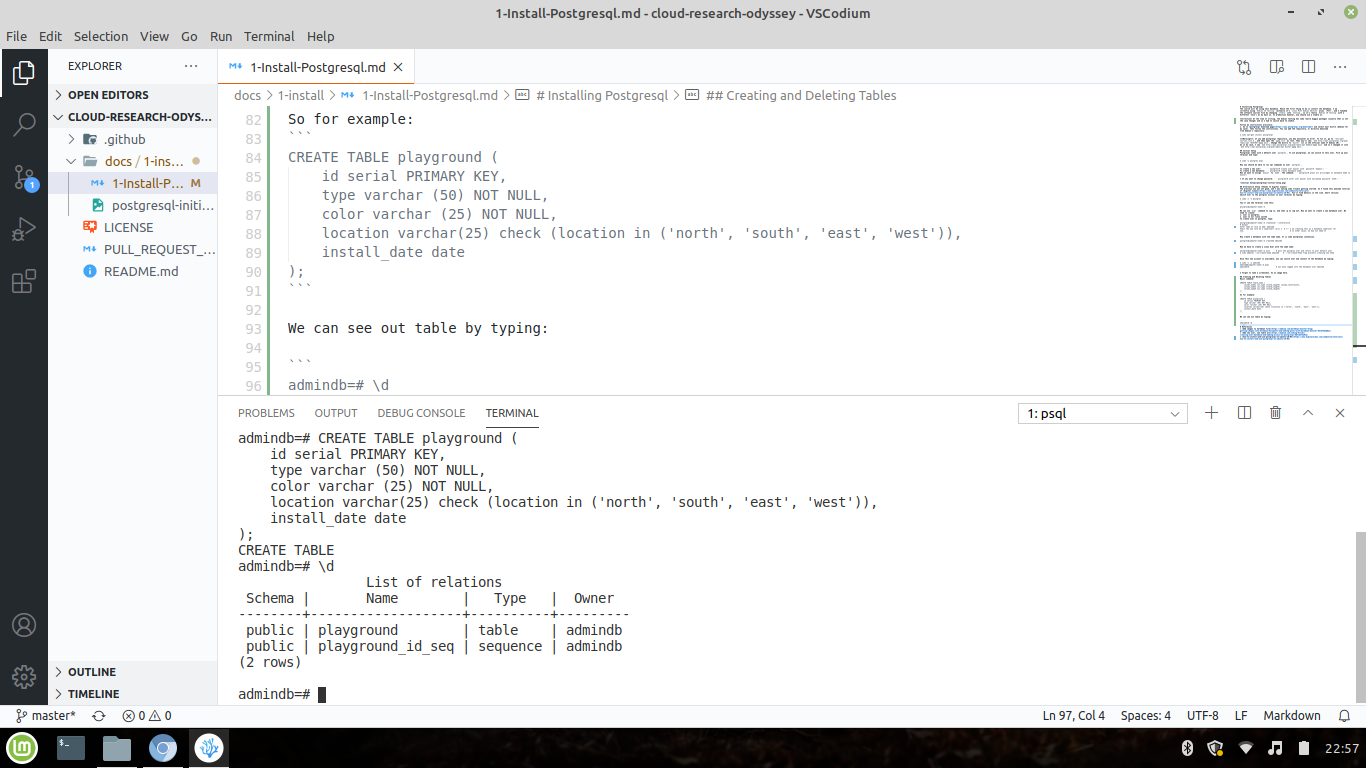 1-Install-Postgresql.md - cloud-research-odyssey - VSCodium
File Edit Selection View Go Run Terminal Help
EXPLORER
1-Install-Postgresql.md
OPEN EDITORS
CLOUD-RESEARCH-ODYS...
.github
docs / 1-ins...
1-Install-P... M
postgresql-initi...
LICENSE
PULL_REQUEST_...
README.md
OUTLINE
TIMELINE
1
docs > 1-install > 1-Install-Postgresql.md > # Installing Postgresql > ## Creating and Deleting Tables
82 So for example:
83 ```
84 CREATE TABLE playground (
85 id serial PRIMARY KEY,
86 type varchar (50) NOT NULL,
87 color varchar (25) NOT NULL,
88 location varchar(25) check (location in ('north', 'south', 'east', 'west')),
89 install_date date
90 );
91 ```
92
93 We can see out table by typing:
94
95 ```
96 admindb=# \d
PROBLEMS OUTPUT DEBUG CONSOLE TERMINAL
1: psql
admindb=# CREATE TABLE playground (
id serial PRIMARY KEY,
type varchar (50) NOT NULL,
color varchar (25) NOT NULL,
location varchar(25) check (location in ('north', 'south', 'east', 'west')),
install_date date
);
CREATE TABLE
admindb=# \d
List of relations
Schema | Name | Type | Owner
--------+-------------------+----------+---------
public | playground | table | admindb
public | playground_id_seq | sequence | admindb
(2 rows)
admindb=#
master* 0 0
Ln 97, Col 4 Spaces: 4 UTF-8 LF Markdown
22:57